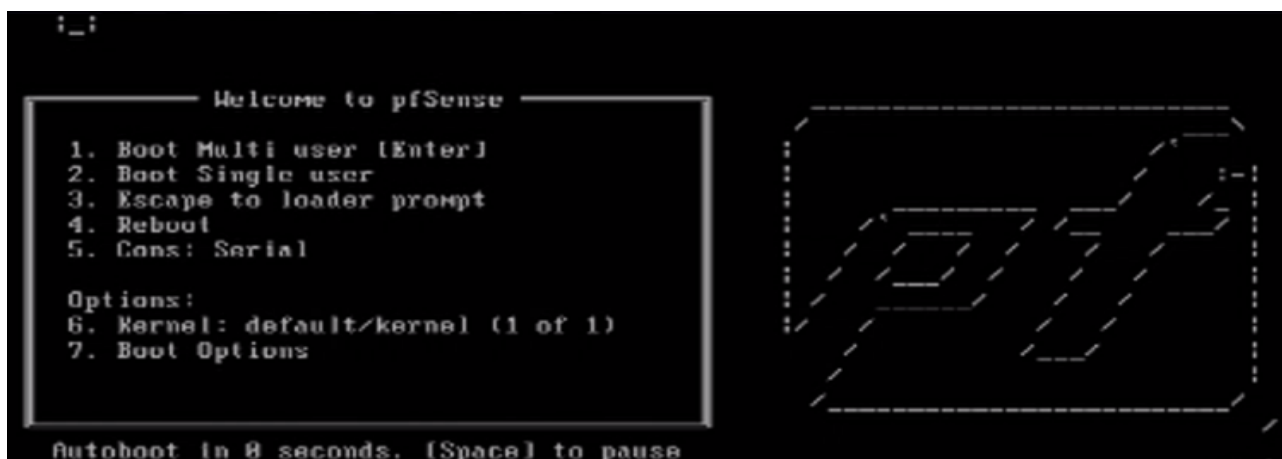 Welcome to pfSense
1. Boot Multi user [Enter]
2. Boot Single user
3. Escape to loader prompt
4. Reboot
5. Cons: Serial
Options:
6. Kernel: default/kernel (1 of 1)
7. Boot Options
Autoboot in 0 seconds. [Space] to pause
pf